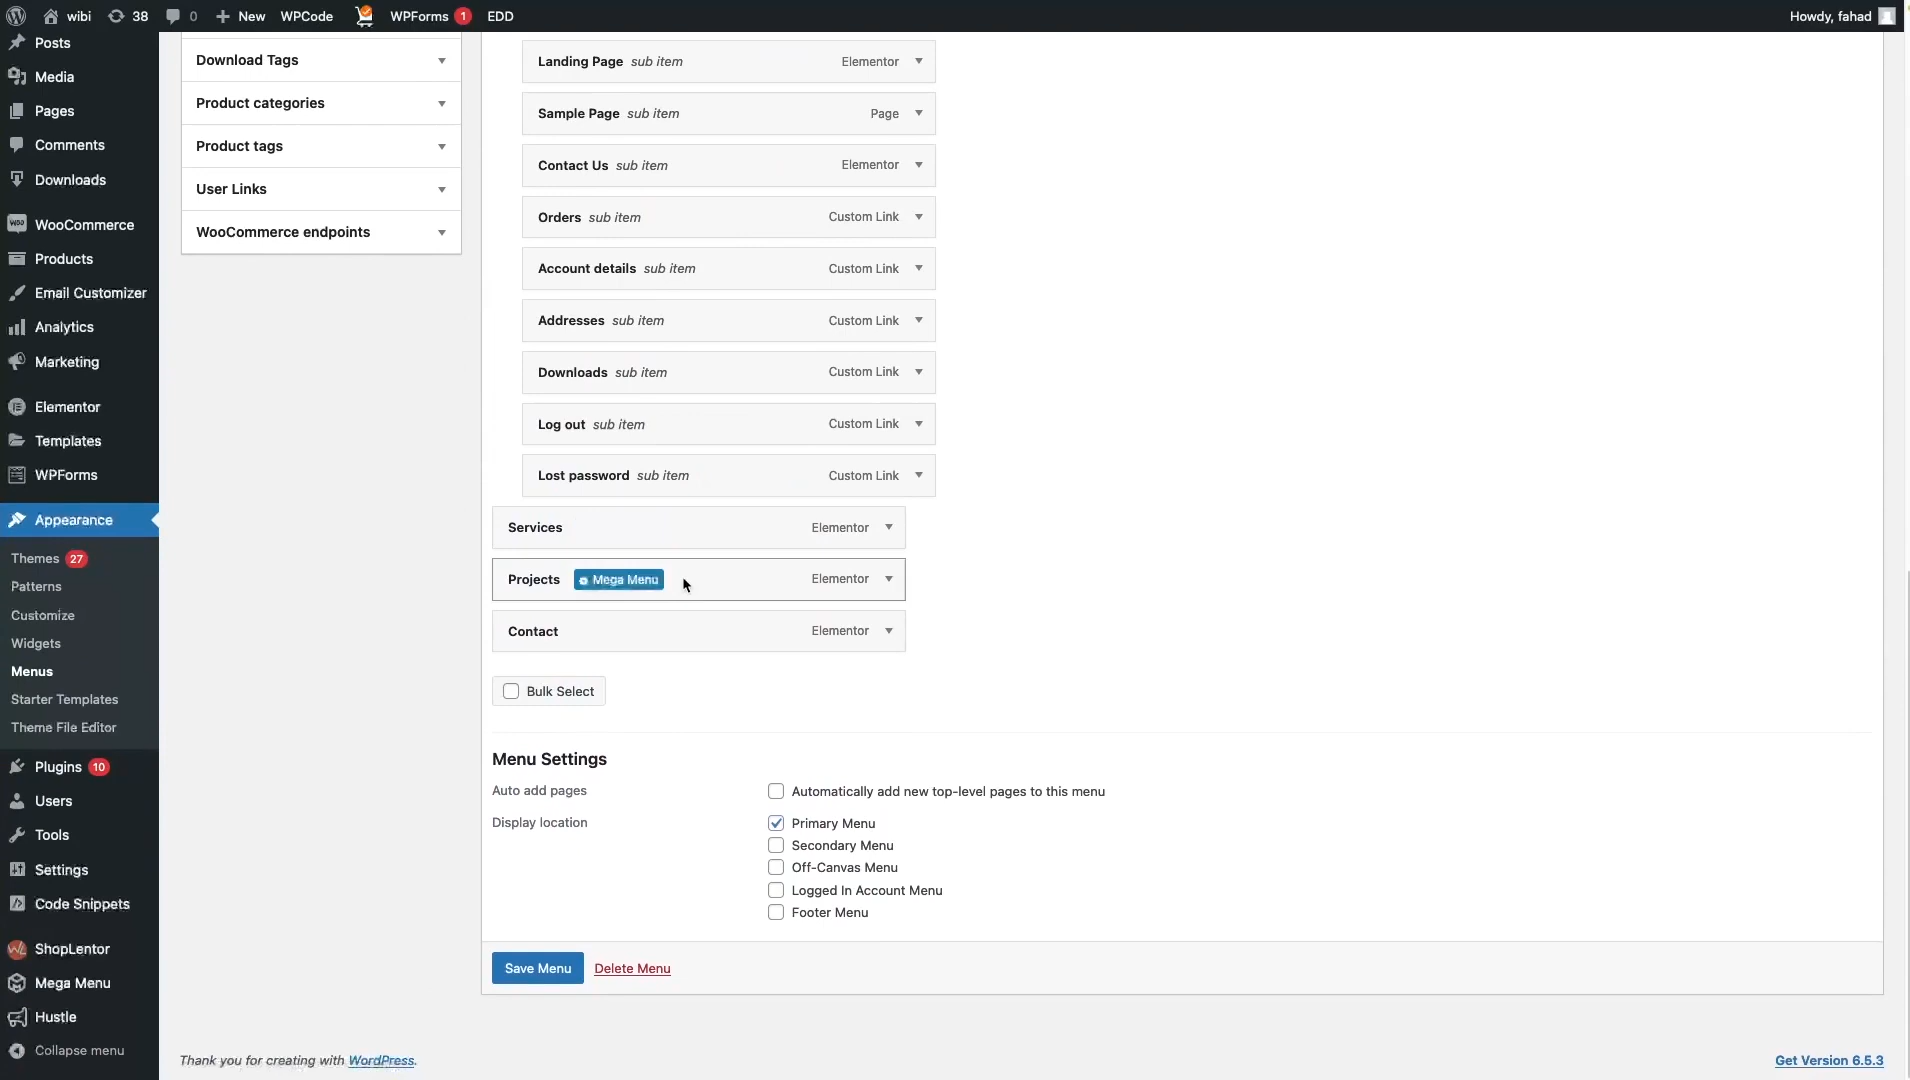 wibi 38 0 New WPCode WPForms 1 EDD Howdy, fahad
Posts
Media
Pages
Comments
Downloads
WooCommerce
Products
Email Customizer
Analytics
Marketing
Elementor
Templates
WPForms
Appearance
Themes 27
Patterns
Customize
Widgets
Menus
Starter Templates
Theme File Editor
Plugins 10
Users
Tools
Settings
Code Snippets
ShopLentor
Mega Menu
Hustle
Collapse menu
Download Tags
Product categories
Product tags
User Links
WooCommerce endpoints
Landing Page sub item Elementor
Sample Page sub item Page
Contact Us sub item Elementor
Orders sub item Custom Link
Account details sub item Custom Link
Addresses sub item Custom Link
Downloads sub item Custom Link
Log out sub item Custom Link
Lost password sub item Custom Link
Services Elementor
Projects Mega Menu Elementor
Contact Elementor
Bulk Select
Menu Settings
Auto add pages Automatically add new top-level pages to this menu
Display location Primary Menu
Secondary Menu
Off-Canvas Menu
Logged In Account Menu
Footer Menu
Save Menu Delete Menu
Thank you for creating with WordPress. Get Version 6.5.3